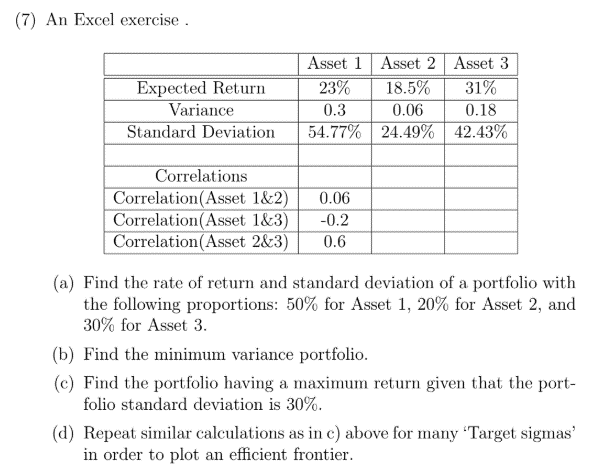 (7) An Excel exercise .
Asset 1 Asset 2 Asset 3
Expected Return 23% 18.5% 31%
Variance 0.3 0.06 0.18
Standard Deviation 54.77% 24.49% 42.43%
Correlations
Correlation(Asset 1&2) 0.06
Correlation(Asset 1&3) -0.2
Correlation(Asset 2&3) 0.6
(a) Find the rate of return and standard deviation of a portfolio with
the following proportions: 50% for Asset 1, 20% for Asset 2, and
30% for Asset 3.
(b) Find the minimum variance portfolio.
(c) Find the portfolio having a maximum return given that the port-
folio standard deviation is 30%.
(d) Repeat similar calculations as in c) above for many ‘Target sigmas’
in order to plot an efficient frontier.